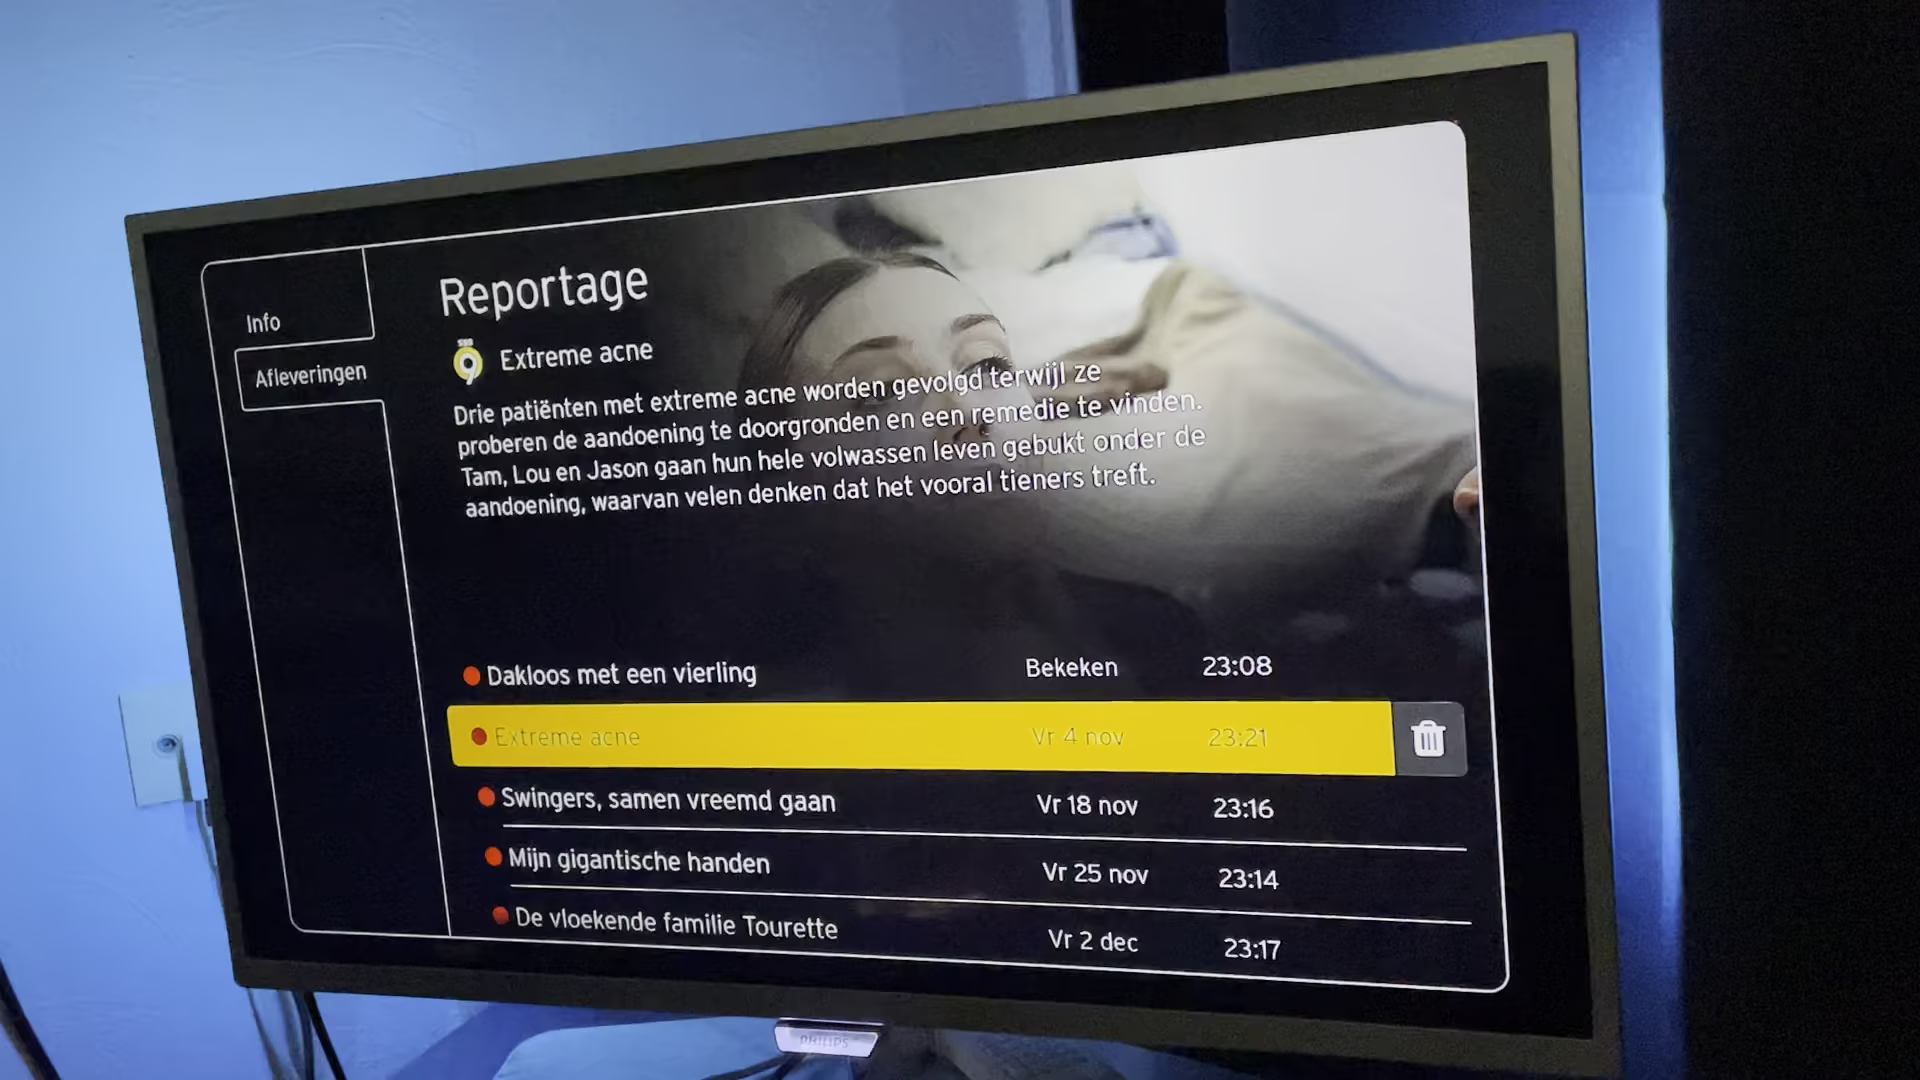 Reportage
Info
Afleveringen
SBS
9
Extreme acne
Drie patiënten met extreme acne worden gevolgd terwijl ze
proberen de aandoening te doorgronden en een remedie te vinden.
Tam, Lou en Jason gaan hun hele volwassen leven gebukt onder de
aandoening, waarvan velen denken dat het vooral tieners treft.
Dakloos met een vierling Bekeken 23:08
Extreme acne Vr 4 nov 23:21
Swingers, samen vreemd gaan Vr 18 nov 23:16
Mijn gigantische handen Vr 25 nov 23:14
De vloekende familie Tourette Vr 2 dec 23:17
PHILIPS